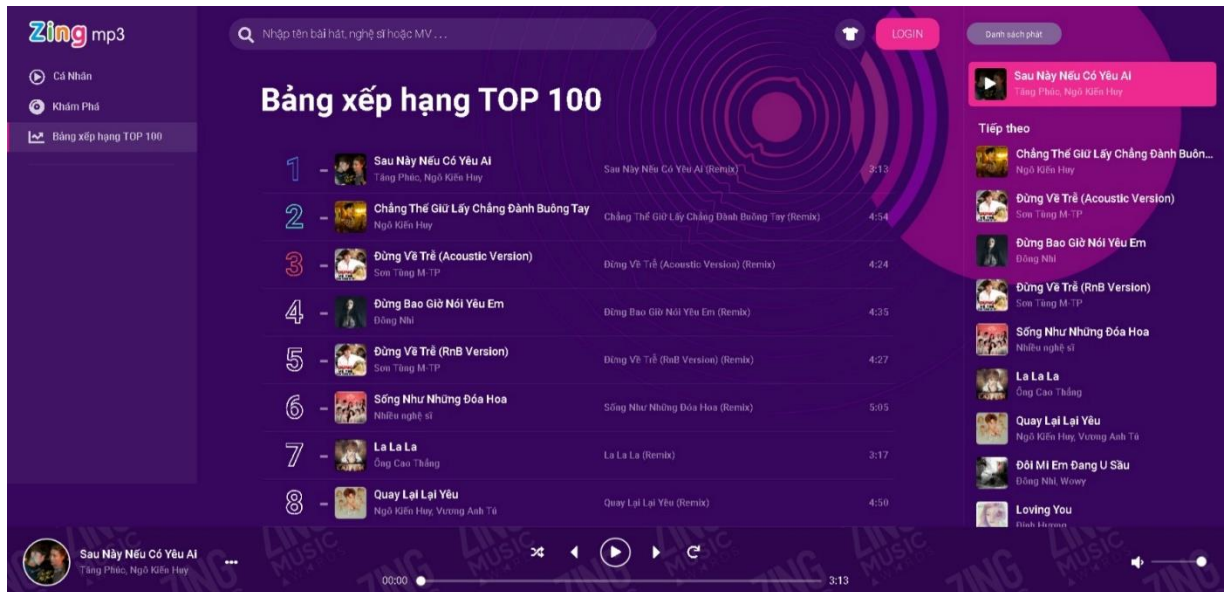 Zing mp3
Cá Nhân
Khám Phá
Bảng xếp hạng TOP 100
Nhập tên bài hát, nghệ sĩ hoặc MV . . .
LOGIN
Bảng xếp hạng TOP 100
1
Sau Này Nếu Có Yêu Ai
Tăng Phúc, Ngô Kiến Huy
Sau Này Nếu Có Yêu Ai (Remix)
3:13
2
Chẳng Thể Giữ Lấy Chẳng Đành Buông Tay
Ngô Kiến Huy
Chẳng Thể Giữ Lấy Chẳng Đành Buông Tay (Remix)
4:54
3
Đừng Về Trễ (Acoustic Version)
Sơn Tùng M-TP
Đừng Về Trễ (Acoustic Version) (Remix)
4:24
4
Đừng Bao Giờ Nói Yêu Em
Đông Nhi
Đừng Bao Giờ Nói Yêu Em (Remix)
4:35
5
Đừng Về Trễ (RnB Version)
Sơn Tùng M-TP
Đừng Về Trễ (RnB Version) (Remix)
4:27
6
Sống Như Những Đóa Hoa
Nhiều nghệ sĩ
Sống Như Những Đóa Hoa (Remix)
5:05
7
La La La
Ông Cao Thắng
La La La (Remix)
3:17
8
Quay Lại Lại Yêu
Ngô Kiến Huy, Vương Anh Tú
Quay Lại Lại Yêu (Remix)
4:50
Danh sách phát
Sau Này Nếu Có Yêu Ai
Tăng Phúc, Ngô Kiến Huy
Tiếp theo
Chẳng Thể Giữ Lấy Chẳng Đành Buôn...
Ngô Kiến Huy
Đừng Về Trễ (Acoustic Version)
Sơn Tùng M-TP
Đừng Bao Giờ Nói Yêu Em
Đông Nhi
Đừng Về Trễ (RnB Version)
Sơn Tùng M-TP
Sống Như Những Đóa Hoa
Nhiều nghệ sĩ
La La La
Ông Cao Thắng
Quay Lại Lại Yêu
Ngô Kiến Huy, Vương Anh Tú
Đôi Mi Em Đang U Sầu
Đông Nhi, Wowy
Loving You
Đinh Hương
Sau Này Nếu Có Yêu Ai
Tăng Phúc, Ngô Kiến Huy
00:00
3:13